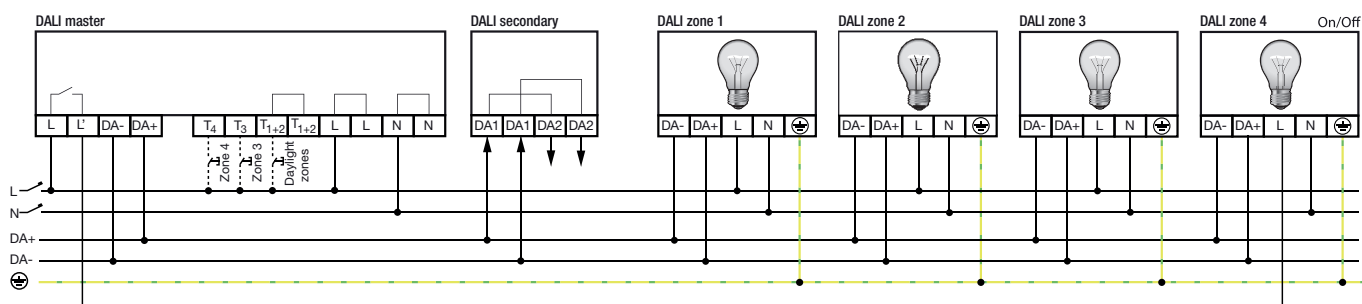 DALI master
DALI secondary
DALI zone 1
DALI zone 2
DALI zone 3
DALI zone 4
On/Off
L L' DA- DA+ T4 T3 T1+2 T1+2 L L N N
DA1 DA1 DA2 DA2
DA- DA+ L N
DA- DA+ L N
DA- DA+ L N
DA- DA+ L N
Zone 4
Zone 3
Daylight
zones
L
N
DA+
DA-